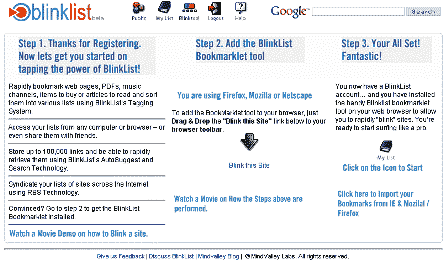 blinklist beta
Public My List Blinktool Logout Help
Google Search
Step 1. Thanks for Registering.
Now lets get you started on
tapping the power of BlinkList!
Rapidly bookmark web pages, PDFs, music
channels, items to buy or articles to read and sort
them into various lists using BlinkList's Tagging
System
Access your lists from any computer or browser – or
even share them with friends.
Store up to 100,000 links and be able to rapidly
retrieve them using BlinkList's AutoSuggest and
Search Technology.
Syndicate your lists of sites across the Internet
using RSS Technology.
Convinced? Go to step 2 to get the BlinkList
Bookmarklet Installed
Watch a Movie Demo on how to Blink a site.
Step 2. Add the BlinkList
Bookmarklet tool
You are using Firefox, Mozilla or Netscape
To add the BookMarklet tool to your browser, just
Drag & Drop the "Blink this Site" link below to your
browser toolbar.
Blink this Site
Watch a Movie on How the Steps above are
performed.
Step 3. Your All Set!
Fantastic!
You now have a BlinkList
account... and you have installed
the handy Blinklist bookmarklet
tool on your web browser to allow
you to rapidly "blink" sites. You're
ready to start surfing like a pro
My List
Click on the Icon to Start
Click here to Import your
Bookmarks from IE & Mozilla /
Firefox
Give us Feedback | Discuss BlinkList | Mindvalley Blog | © MindValley Labs. All rights reserved.